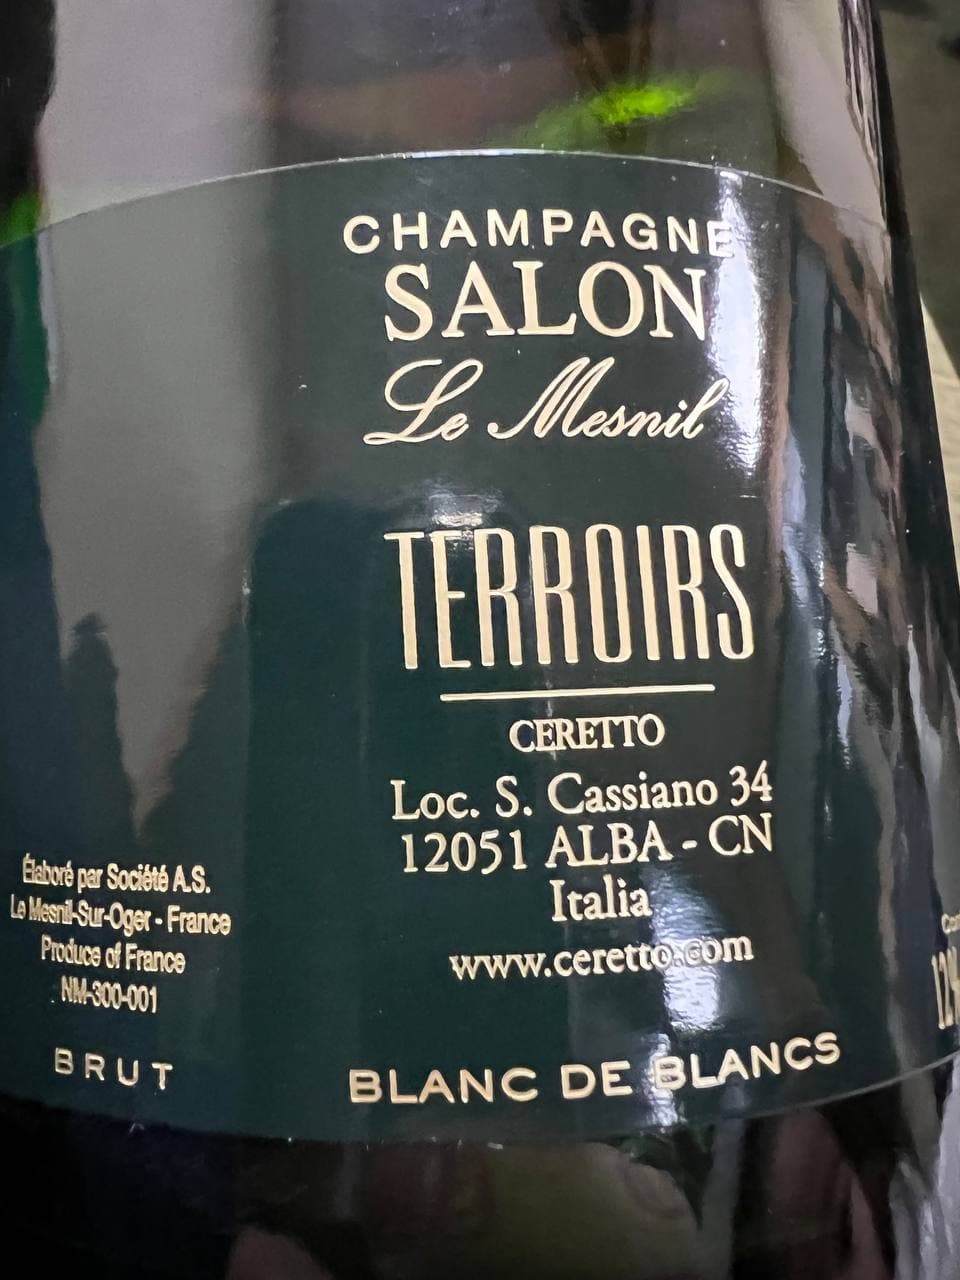 CHAMPAGNE
SALON
Le Mesnil
TERROIRS
CERETTO
Loc. S. Cassiano 34
12051 ALBA - CN
Italia
www.ceretto.com
BLANC DE BLANCS
Élaboré par Société A.S.
Le Mesnil-Sur-Oger - France
Produce of France
NM-300-001
BRUT
12%